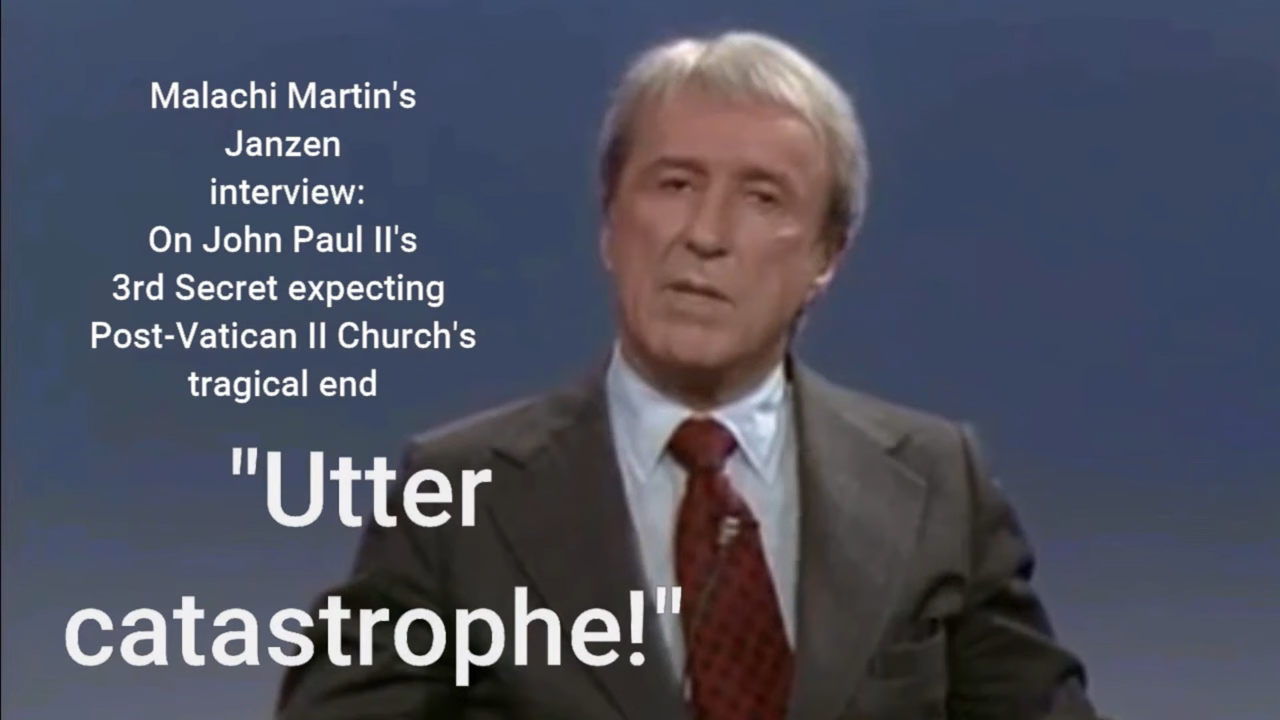 Malachi Martin's
Janzen
interview:
On John Paul II's
3rd Secret expecting
Post-Vatican II Church's
tragical end
"Utter
catastrophe!"